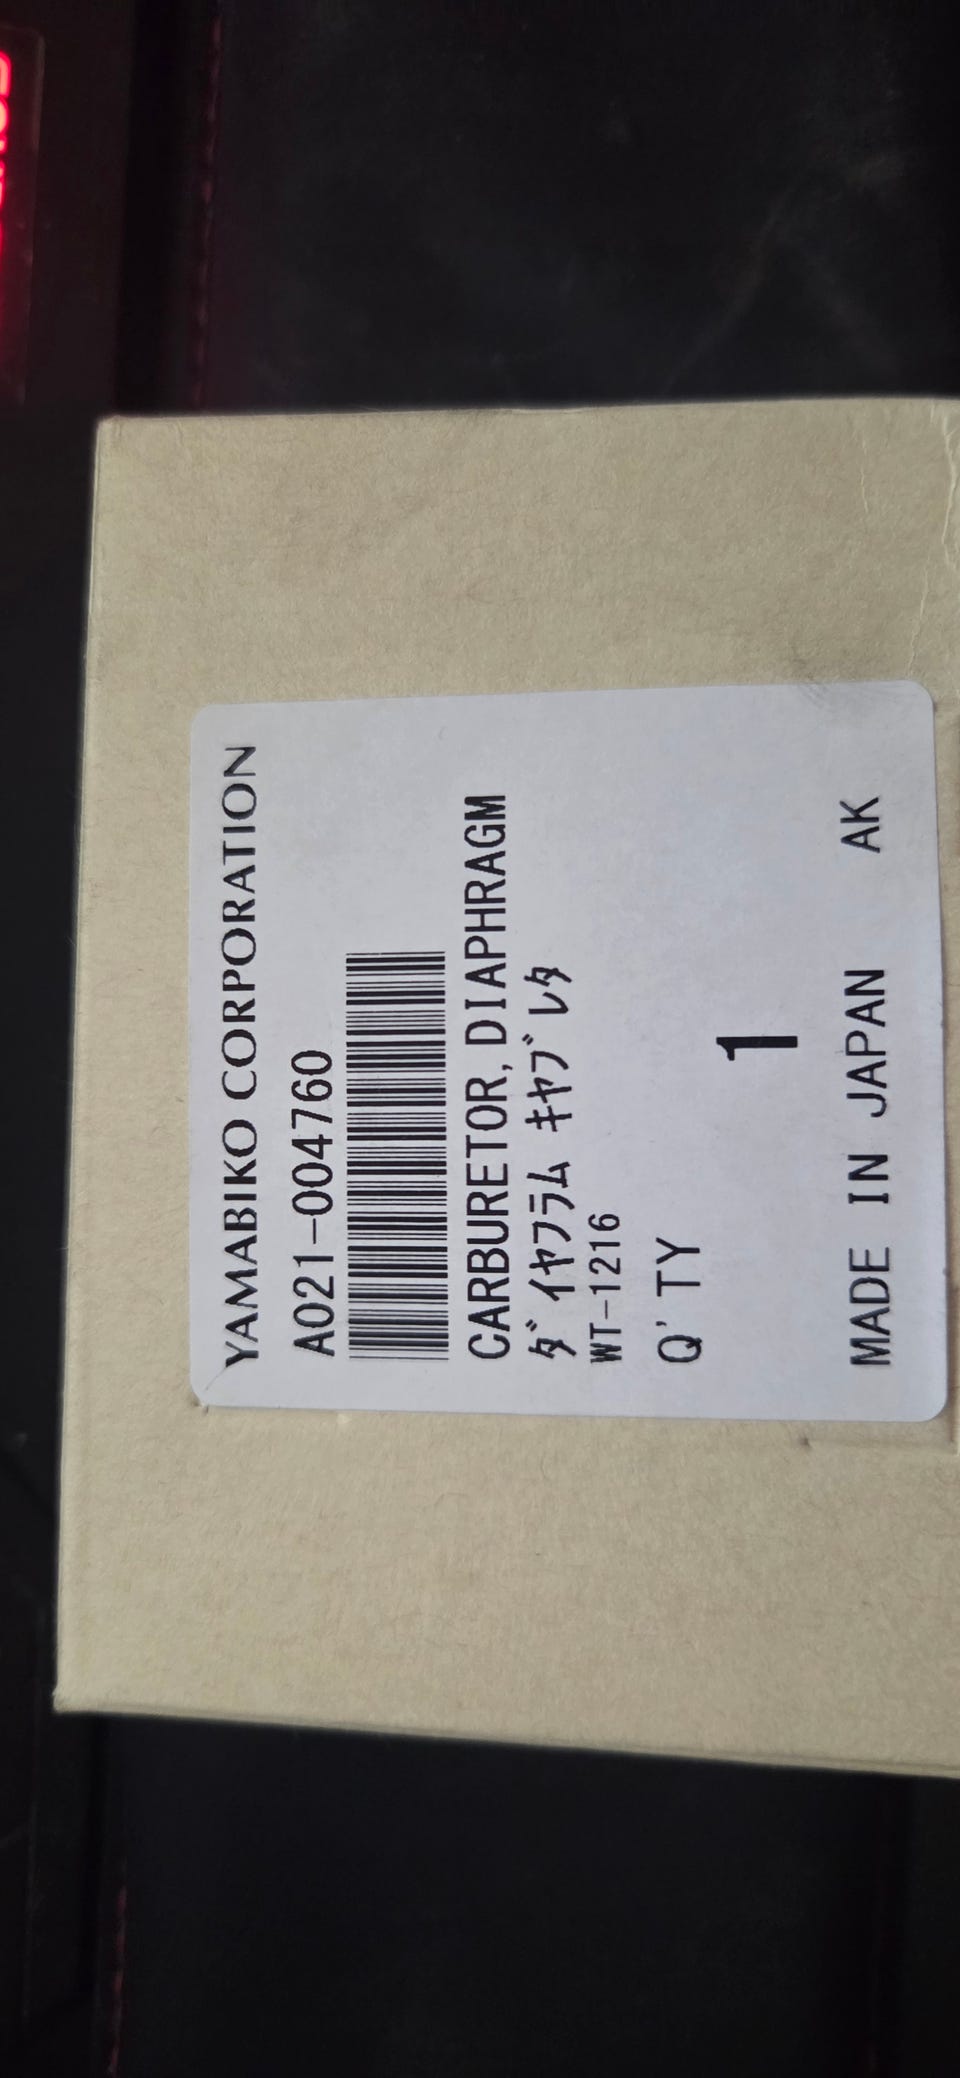 YAMABIKO CORPORATION
A021-004760
CARBURETOR, DIAPHRAGM
ﾀﾞｲﾔﾌﾗﾑ ｷﾔﾌﾞﾚﾀ
WT-1216
Q'TY
1
MADE IN JAPAN AK